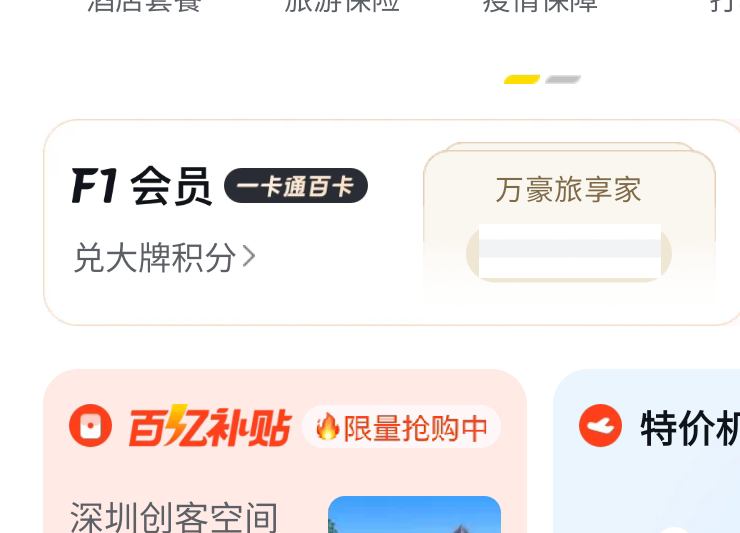 酒店套餐
旅游保险
疫情保障
打
F1 会员 一卡通百卡
兑大牌积分>
万豪旅享家
百亿补贴
🔥限量抢购中
特价机
深圳创客空间